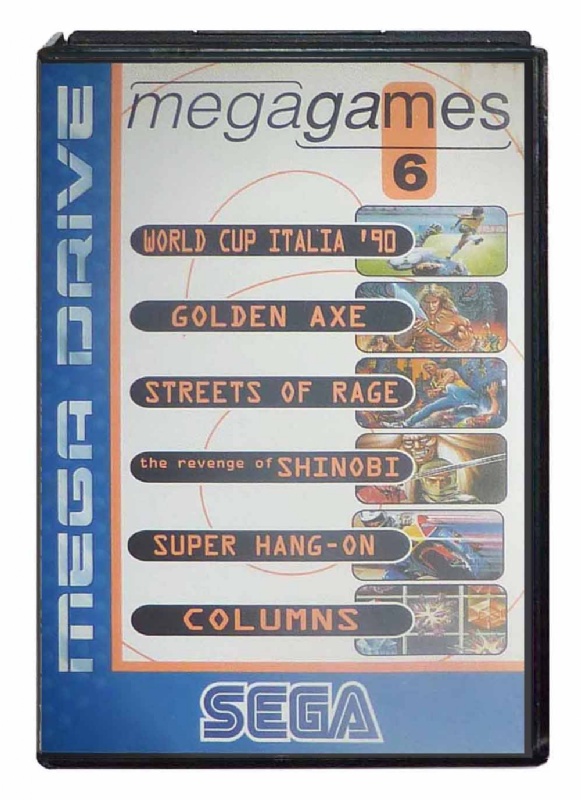 MEGA DRIVE
megagames
6
WORLD CUP ITALIA '90
GOLDEN AXE
STREETS OF RAGE
the revenge of SHINOBI
SUPER HANG-ON
COLUMNS
SEGA